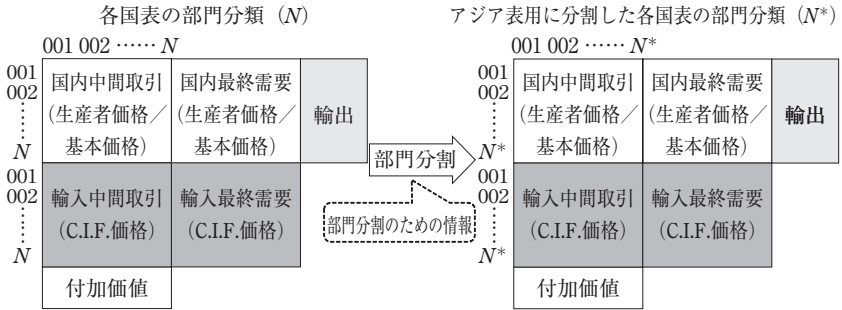 各国表の部門分類（N）
001 002 …… N
001
002
……
N
国内中間取引
（生産者価格／
基本価格）
国内最終需要
（生産者価格／
基本価格）
輸出
001
002
……
N
輸入中間取引
（C.I.F.価格）
輸入最終需要
（C.I.F.価格）
付加価値
部門分割
部門分割のための情報
アジア表用に分割した各国表の部門分類（N*）
001 002 …… N*
001
002
……
N*
国内中間取引
（生産者価格／
基本価格）
国内最終需要
（生産者価格／
基本価格）
輸出
001
002
……
N*
輸入中間取引
（C.I.F.価格）
輸入最終需要
（C.I.F.価格）
付加価値